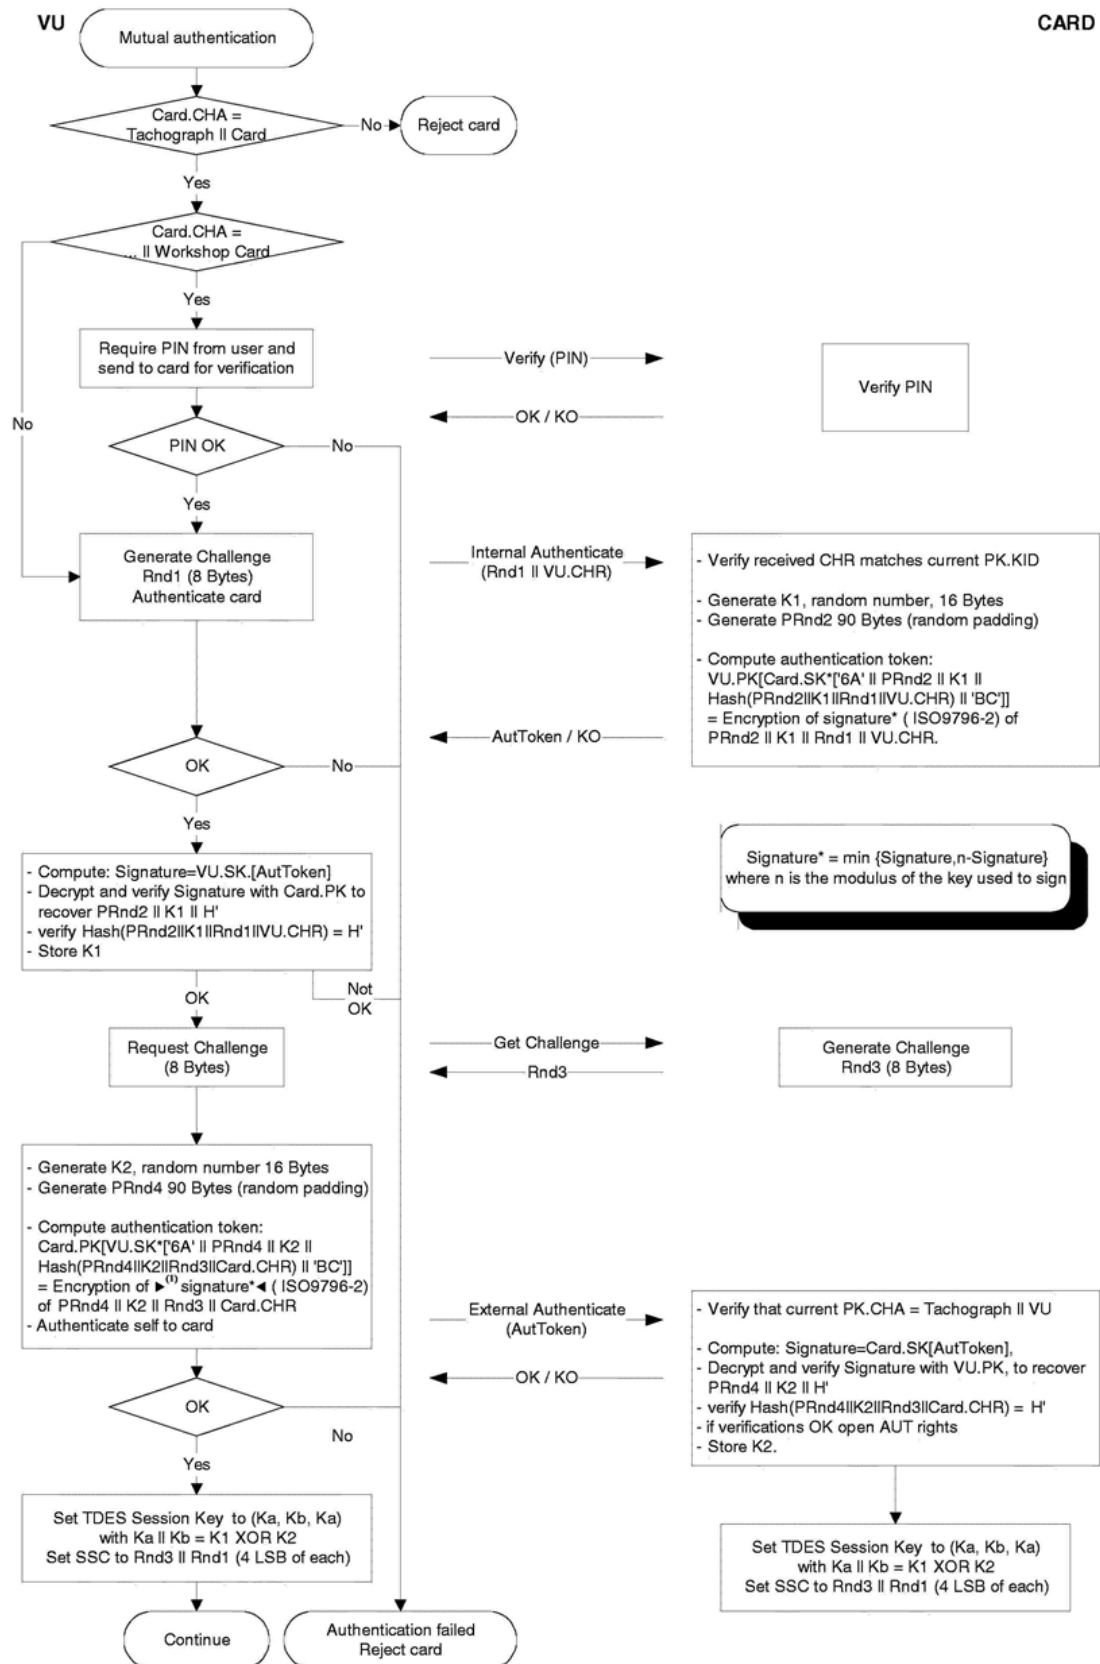 VU
CARD
Mutual authentication
Card.CHA =
Tachograph || Card
No
Reject card
Yes
Card.CHA =
... || Workshop Card
Yes
Require PIN from user and
send to card for verification
Verify (PIN)
Verify PIN
OK / KO
No
PIN OK
No
Yes
Generate Challenge
Rnd1 (8 Bytes)
Authenticate card
Internal Authenticate
(Rnd1 || VU.CHR)
- Verify received CHR matches current PK.KID
- Generate K1, random number, 16 Bytes
- Generate PRnd2 90 Bytes (random padding)
- Compute authentication token:
VU.PK[Card.SK*['6A' || PRnd2 || K1 ||
Hash(PRnd2||K1||Rnd1||VU.CHR) || 'BC']]
= Encryption of signature* ( ISO9796-2) of
PRnd2 || K1 || Rnd1 || VU.CHR.
AutToken / KO
OK
No
Yes
- Compute: Signature=VU.SK.[AutToken]
- Decrypt and verify Signature with Card.PK to
recover PRnd2 || K1 || H'
- verify Hash(PRnd2||K1||Rnd1||VU.CHR) = H'
- Store K1
Signature* = min {Signature,n-Signature}
where n is the modulus of the key used to sign
OK
Not
OK
Request Challenge
(8 Bytes)
Get Challenge
Rnd3
Generate Challenge
Rnd3 (8 Bytes)
- Generate K2, random number 16 Bytes
- Generate PRnd4 90 Bytes (random padding)
- Compute authentication token:
Card.PK[VU.SK*['6A' || PRnd4 || K2 ||
Hash(PRnd4||K2||Rnd3||Card.CHR) || 'BC']]
= Encryption of ►(1) signature*◄ ( ISO9796-2)
of PRnd4 || K2 || Rnd3 || Card.CHR
- Authenticate self to card
External Authenticate
(AutToken)
OK / KO
- Verify that current PK.CHA = Tachograph || VU
- Compute: Signature=Card.SK[AutToken],
- Decrypt and verify Signature with VU.PK, to recover
PRnd4 || K2 || H'
- verify Hash(PRnd4||K2||Rnd3||Card.CHR) = H'
- if verifications OK open AUT rights
- Store K2.
OK
No
Yes
Set TDES Session Key to (Ka, Kb, Ka)
with Ka || Kb = K1 XOR K2
Set SSC to Rnd3 || Rnd1 (4 LSB of each)
Set TDES Session Key to (Ka, Kb, Ka)
with Ka || Kb = K1 XOR K2
Set SSC to Rnd3 || Rnd1 (4 LSB of each)
Continue
Authentication failed
Reject card